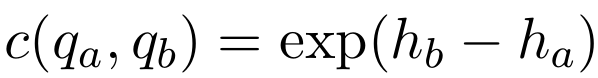 c(q_a, q_b) = exp(h_b − h_a)